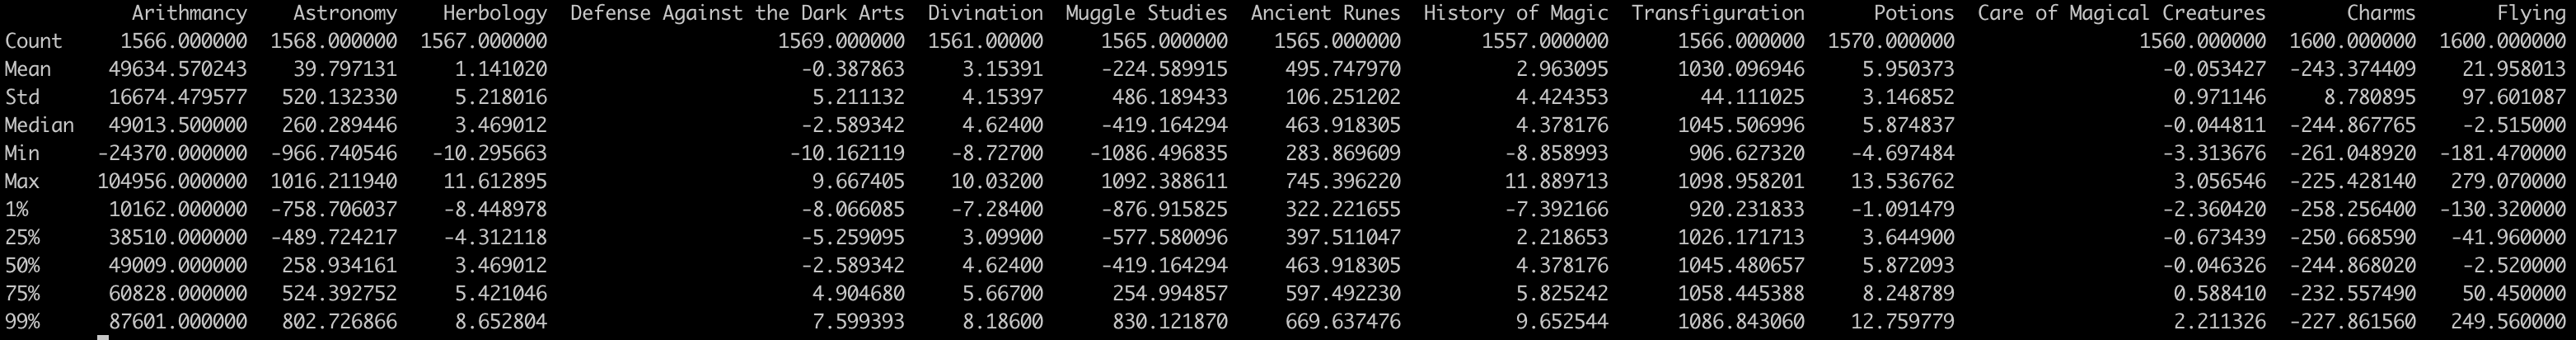 Arithmancy Astronomy Herbology Defense Against the Dark Arts Divination Muggle Studies Ancient Runes History of Magic Transfiguration Potions Care of Magical Creatures Charms Flying
Count 1566.000000 1568.000000 1567.000000 1569.000000 1561.00000 1565.000000 1565.000000 1557.000000 1566.000000 1570.000000 1560.000000 1600.000000 1600.000000
Mean 49634.570243 39.797131 1.141020 -0.387863 3.15391 -224.589915 495.747970 2.963095 1030.096946 5.950373 -0.053427 -243.374409 21.958013
Std 16674.479577 520.132330 5.218016 5.211132 4.15397 486.189433 106.251202 4.424353 44.111025 3.146852 0.971146 8.780895 97.601087
Median 49013.500000 260.289446 3.469012 -2.589342 4.62400 -419.164294 463.918305 4.378176 1045.506996 5.874837 -0.044811 -244.867765 -2.515000
Min -24370.000000 -966.740546 -10.295663 -10.162119 -8.72700 -1086.496835 283.869609 -8.858993 906.627320 -4.697484 -3.313676 -261.048920 -181.470000
Max 104956.000000 1016.211940 11.612895 9.667405 10.03200 1092.388611 745.396220 11.889713 1098.958201 13.536762 3.056546 -225.428140 279.070000
1% 10162.000000 -758.706037 -8.448978 -8.066085 -7.28400 -876.915825 322.221655 -7.392166 920.231833 -1.091479 -2.360420 -258.256400 -130.320000
25% 38510.000000 -489.724217 -4.312118 -5.259095 3.09900 -577.580096 397.511047 2.218653 1026.171713 3.644900 -0.673439 -250.668590 -41.960000
50% 49009.000000 258.934161 3.469012 -2.589342 4.62400 -419.164294 463.918305 4.378176 1045.480657 5.872093 -0.046326 -244.868020 -2.520000
75% 60828.000000 524.392752 5.421046 4.904680 5.66700 254.994857 597.492230 5.825242 1058.445388 8.248789 0.588410 -232.557490 50.450000
99% 87601.000000 802.726866 8.652804 7.599393 8.18600 830.121870 669.637476 9.652544 1086.843060 12.759779 2.211326 -227.861560 249.560000